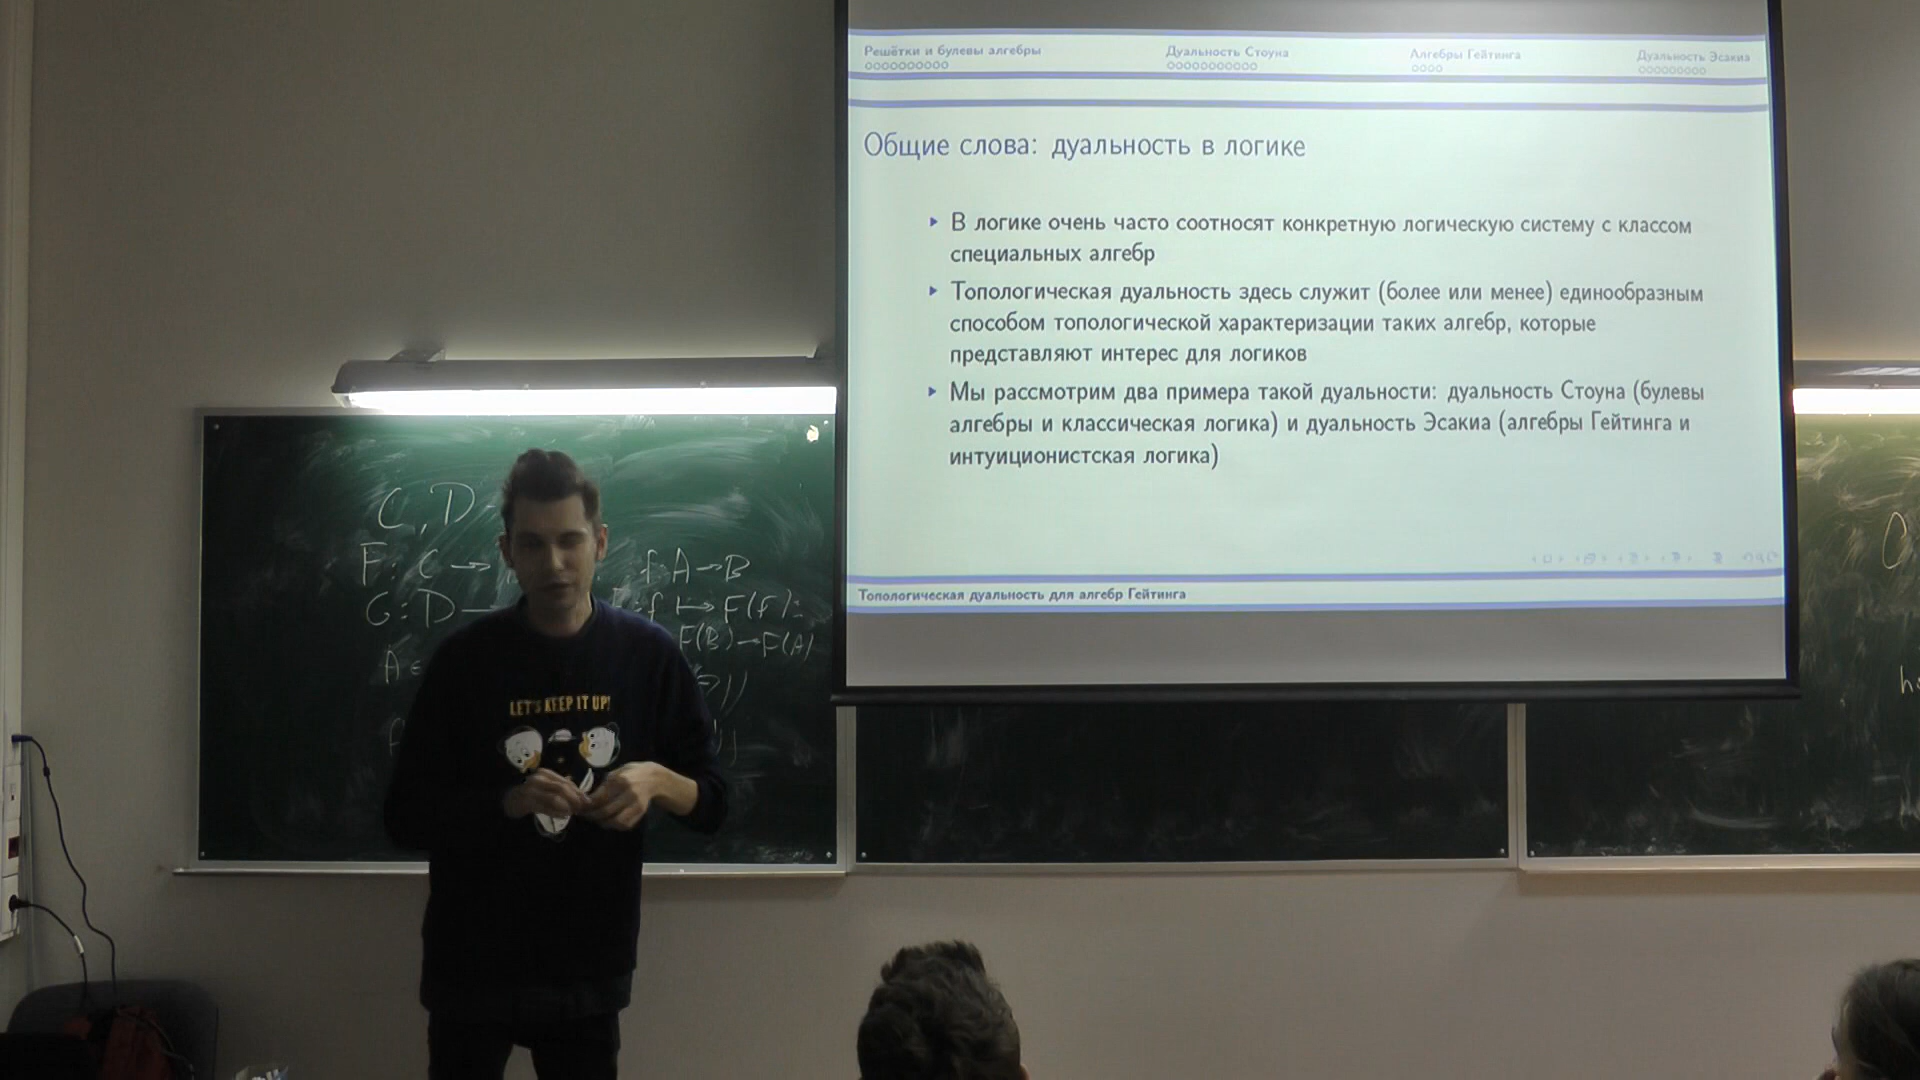 Решётки и булевы алгебры
Дуальность Стоуна
Алгебры Гейтинга
Дуальность Эсакиа
Общие слова: дуальность в логике
В логике очень часто соотносят конкретную логическую систему с классом
специальных алгебр
Топологическая дуальность здесь служит (более или менее) единообразным
способом топологической характеризации таких алгебр, которые
представляют интерес для логиков
Мы рассмотрим два примера такой дуальности: дуальность Стоуна (булевы
алгебры и классическая логика) и дуальность Эсакиа (алгебры Гейтинга и
интуиционистская логика)
Топологическая дуальность для алгебр Гейтинга
C, D
F: C → f A → B
G: D → f ↦ F(f):
F(B) → F(A)
A ∈
LET'S KEEP IT UP!